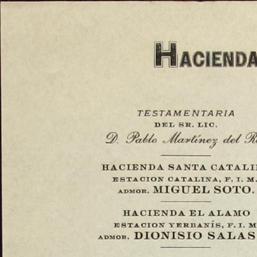 HACIENDA
TESTAMENTARIA
DEL SR. LIC.
D. Pablo Martínez del
HACIENDA SANTA
ESTACION CATALINA, F. I. M.
ADMOR. MIGUEL SOTO.
HACIENDA EL ALAMO
ESTACION YERBANÍS, F. I. M.
ADMOR. DIONISIO SALAS